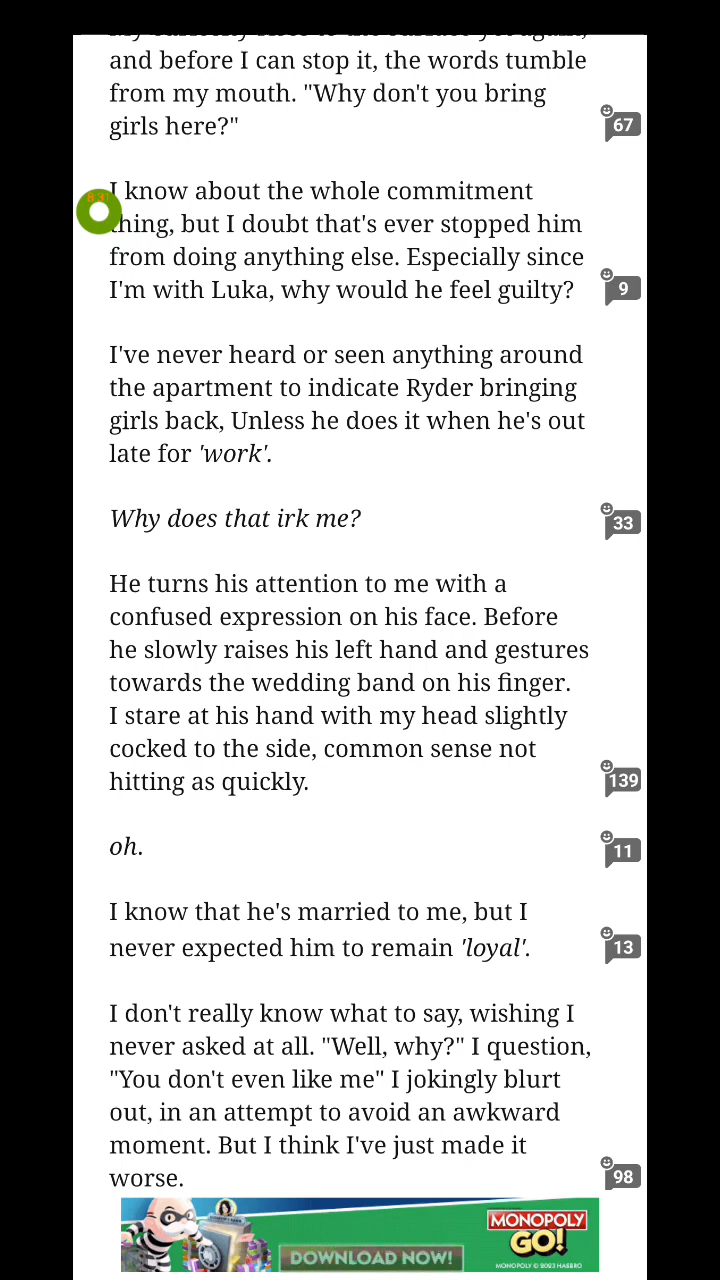 and before I can stop it, the words tumble
from my mouth. "Why don't you bring
girls here?"
67
I know about the whole commitment
thing, but I doubt that's ever stopped him
from doing anything else. Especially since
I'm with Luka, why would he feel guilty?
9
I've never heard or seen anything around
the apartment to indicate Ryder bringing
girls back, Unless he does it when he's out
late for 'work'.
Why does that irk me?
33
He turns his attention to me with a
confused expression on his face. Before
he slowly raises his left hand and gestures
towards the wedding band on his finger.
I stare at his hand with my head slightly
cocked to the side, common sense not
hitting as quickly.
139
oh.
11
I know that he's married to me, but I
never expected him to remain 'loyal'.
13
I don't really know what to say, wishing I
never asked at all. "Well, why?" I question,
"You don't even like me" I jokingly blurt
out, in an attempt to avoid an awkward
moment. But I think I've just made it
worse.
98
DOWNLOAD NOW!
MONOPOLY
GO!
MONOPOLY © 2023 HASBRO